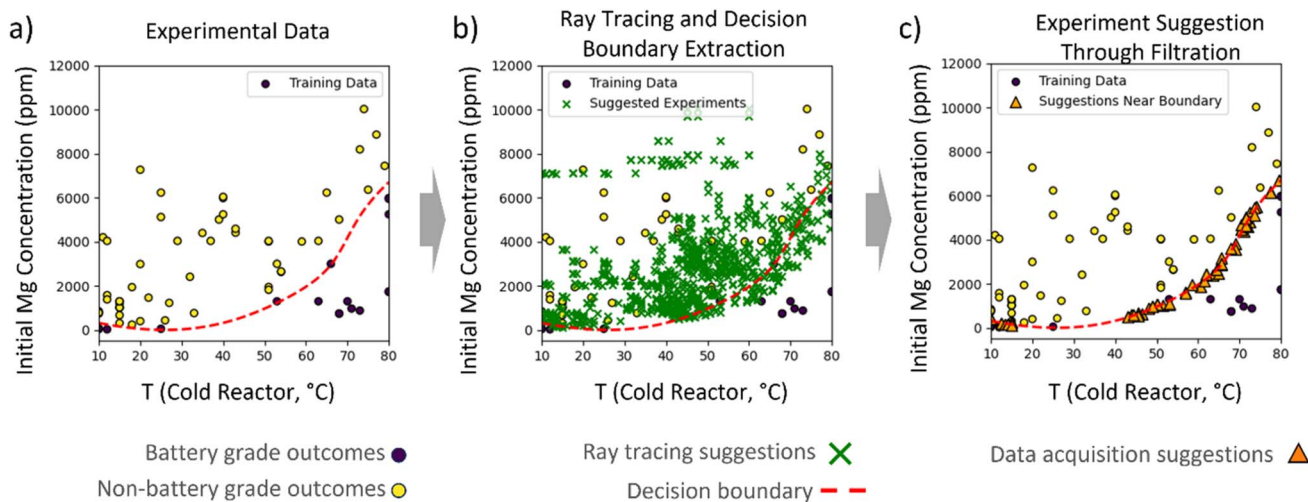 a)
Experimental Data
Initial Mg Concentration (ppm)
12000
10000
8000
6000
4000
2000
0
Training Data
10 20 30 40 50 60 70 80
T (Cold Reactor, °C)
b)
Ray Tracing and Decision
Boundary Extraction
Initial Mg Concentration (ppm)
12000
10000
8000
6000
4000
2000
0
Training Data
Suggested Experiments
10 20 30 40 50 60 70 80
T (Cold Reactor, °C)
c)
Experiment Suggestion
Through Filtration
Initial Mg Concentration (ppm)
12000
10000
8000
6000
4000
2000
0
Training Data
Suggestions Near Boundary
10 20 30 40 50 60 70 80
T (Cold Reactor, °C)
Battery grade outcomes
Non-battery grade outcomes
Ray tracing suggestions
Decision boundary
Data acquisition suggestions